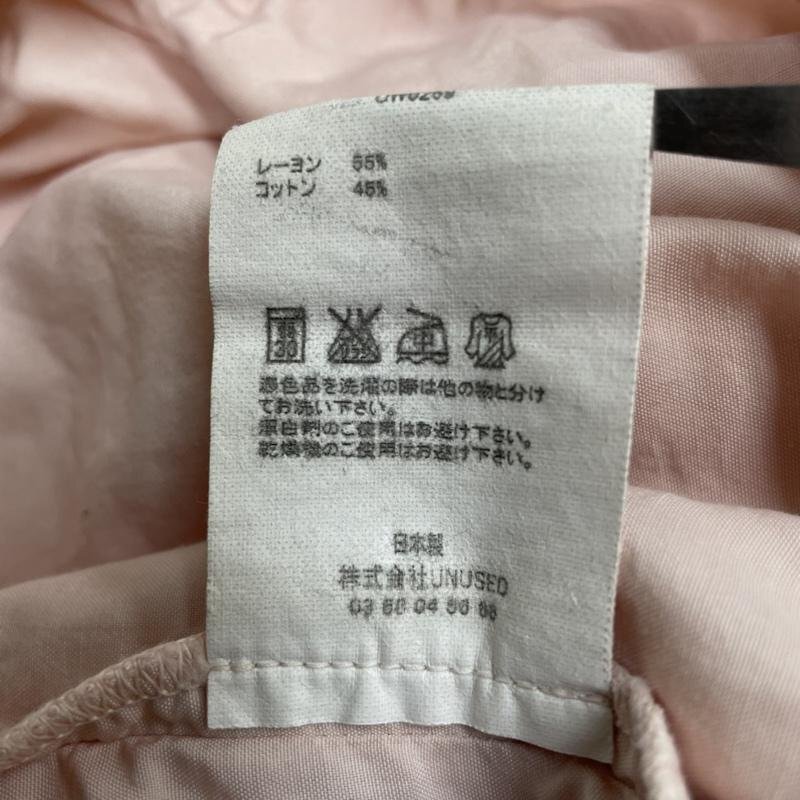 レーヨン 55%
コットン 45%
30
濃色品を洗濯の際は他の物と分け
てお洗い下さい。
蛍白剤のご使用はお避け下さい。
乾燥機のご使用はお避け下さい。
日本製
株式会社UNUSED